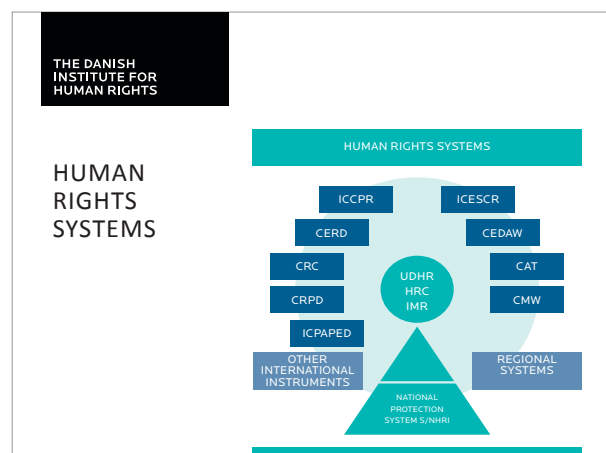 THE DANISH
INSTITUTE FOR
HUMAN RIGHTS
HUMAN
RIGHTS
SYSTEMS
HUMAN RIGHTS SYSTEMS
ICCPR
ICESCR
CERD
CEDAW
CRC
CAT
UDHR
HRC
IMR
CRPD
CMW
ICPAPED
OTHER
INTERNATIONAL
INSTRUMENTS
REGIONAL
SYSTEMS
NATIONAL
PROTECTION
SYSTEM S/NHRI